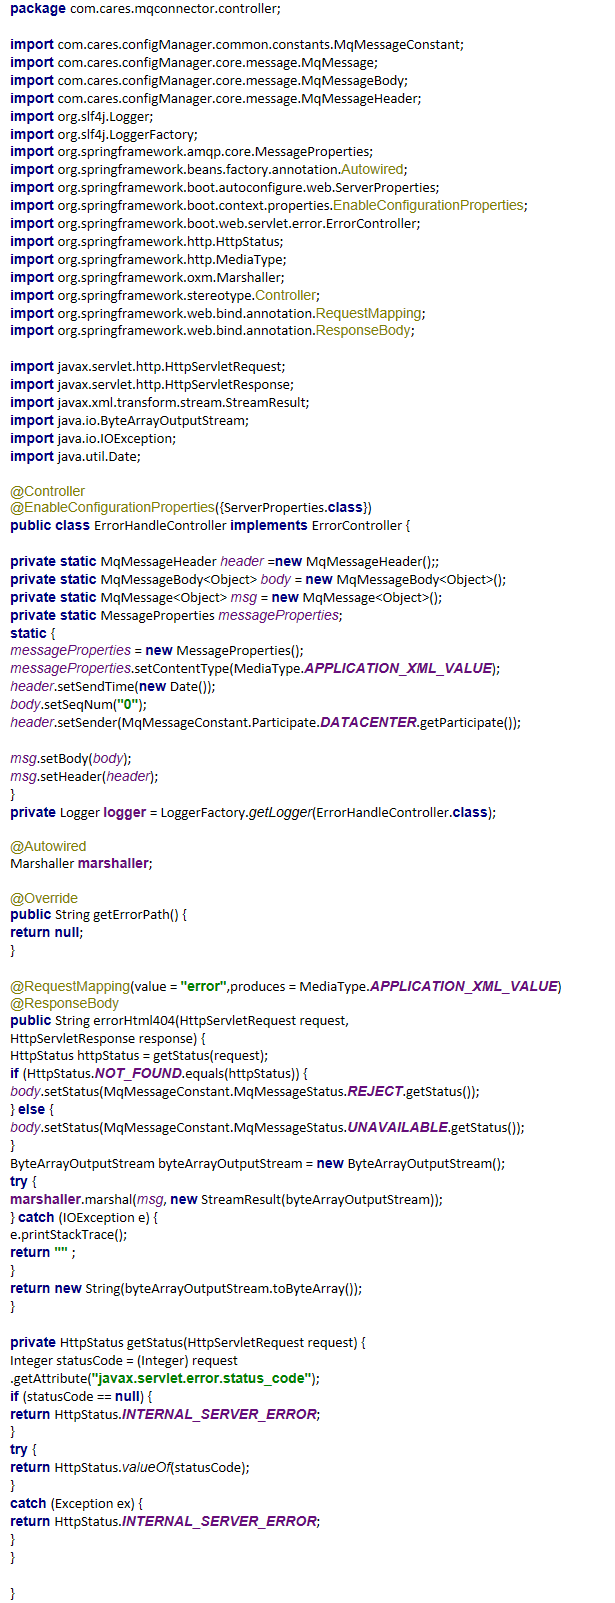 package com.cares.mqconnector.controller;

import com.cares.configManager.common.constants.MqMessageConstant;
import com.cares.configManager.core.message.MqMessage;
import com.cares.configManager.core.message.MqMessageBody;
import com.cares.configManager.core.message.MqMessageHeader;
import org.slf4j.Logger;
import org.slf4j.LoggerFactory;
import org.springframework.amqp.core.MessageProperties;
import org.springframework.beans.factory.annotation.Autowired;
import org.springframework.boot.autoconfigure.web.ServerProperties;
import org.springframework.boot.context.properties.EnableConfigurationProperties;
import org.springframework.boot.web.servlet.error.ErrorController;
import org.springframework.http.HttpStatus;
import org.springframework.http.MediaType;
import org.springframework.oxm.Marshaller;
import org.springframework.stereotype.Controller;
import org.springframework.web.bind.annotation.RequestMapping;
import org.springframework.web.bind.annotation.ResponseBody;

import javax.servlet.http.HttpServletRequest;
import javax.servlet.http.HttpServletResponse;
import javax.xml.transform.stream.StreamResult;
import java.io.ByteArrayOutputStream;
import java.io.IOException;
import java.util.Date;

@Controller
@EnableConfigurationProperties({ServerProperties.class})
public class ErrorHandleController implements ErrorController {

private static MqMessageHeader header =new MqMessageHeader();;
private static MqMessageBody<Object> body = new MqMessageBody<Object>();
private static MqMessage<Object> msg = new MqMessage<Object>();
private static MessageProperties messageProperties;
static {
messageProperties = new MessageProperties();
messageProperties.setContentType(MediaType.APPLICATION_XML_VALUE);
header.setSendTime(new Date());
body.setSeqNum("0");
header.setSender(MqMessageConstant.Participate.DATACENTER.getParticipate());

msg.setBody(body);
msg.setHeader(header);
}
private Logger logger = LoggerFactory.getLogger(ErrorHandleController.class);

@Autowired
Marshaller marshaller;

@Override
public String getErrorPath() {
return null;
}

@RequestMapping(value = "error",produces = MediaType.APPLICATION_XML_VALUE)
@ResponseBody
public String errorHtml404(HttpServletRequest request,
HttpServletResponse response) {
HttpStatus httpStatus = getStatus(request);
if (HttpStatus.NOT_FOUND.equals(httpStatus)) {
body.setStatus(MqMessageConstant.MqMessageStatus.REJECT.getStatus());
} else {
body.setStatus(MqMessageConstant.MqMessageStatus.UNAVAILABLE.getStatus());
}
ByteArrayOutputStream byteArrayOutputStream = new ByteArrayOutputStream();
try {
marshaller.marshal(msg, new StreamResult(byteArrayOutputStream));
} catch (IOException e) {
e.printStackTrace();
return "" ;
}
return new String(byteArrayOutputStream.toByteArray());
}

private HttpStatus getStatus(HttpServletRequest request) {
Integer statusCode = (Integer) request
.getAttribute("javax.servlet.error.status_code");
if (statusCode == null) {
return HttpStatus.INTERNAL_SERVER_ERROR;
}
try {
return HttpStatus.valueOf(statusCode);
}
catch (Exception ex) {
return HttpStatus.INTERNAL_SERVER_ERROR;
}
}

}